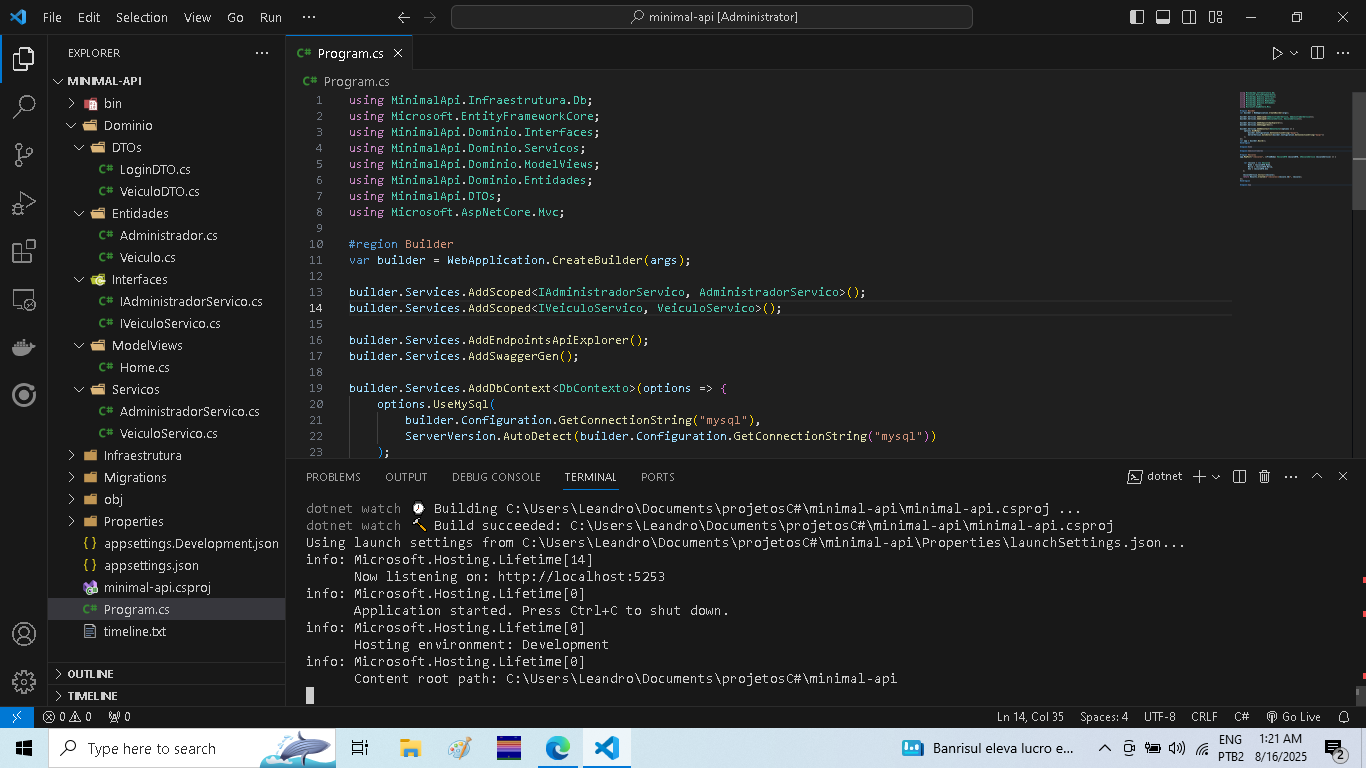 File Edit Selection View Go Run ···
minimal-api [Administrator]
EXPLORER
MINIMAL-API
bin
Dominio
DTOs
C# LoginDTO.cs
C# VeiculoDTO.cs
Entidades
C# Administrador.cs
C# Veiculo.cs
Interfaces
C# IAdministradorServico.cs
C# IVeiculoServico.cs
ModelViews
C# Home.cs
Servicos
C# AdministradorServico.cs
C# VeiculoServico.cs
Infraestrutura
Migrations
obj
Properties
{} appsettings.Development.json
{} appsettings.json
minimal-api.csproj
C# Program.cs
timeline.txt
OUTLINE
TIMELINE
C# Program.cs
C# Program.cs
1 using MinimalApi.Infraestrutura.Db;
2 using Microsoft.EntityFrameworkCore;
3 using MinimalApi.Dominio.Interfaces;
4 using MinimalApi.Dominio.Servicos;
5 using MinimalApi.Dominio.ModelViews;
6 using MinimalApi.Dominio.Entidades;
7 using MinimalApi.DTOs;
8 using Microsoft.AspNetCore.Mvc;
9
10 #region Builder
11 var builder = WebApplication.CreateBuilder(args);
12
13 builder.Services.AddScoped<IAdministradorServico, AdministradorServico>();
14 builder.Services.AddScoped<IVeiculoServico, VeiculoServico>();
15
16 builder.Services.AddEndpointsApiExplorer();
17 builder.Services.AddSwaggerGen();
18
19 builder.Services.AddDbContext<DbContexto>(options => {
20 options.UseMySql(
21 builder.Configuration.GetConnectionString("mysql"),
22 ServerVersion.AutoDetect(builder.Configuration.GetConnectionString("mysql"))
23 );
PROBLEMS OUTPUT DEBUG CONSOLE TERMINAL PORTS
dotnet
dotnet watch ⌚ Building C:\Users\Leandro\Documents\projetosC#\minimal-api\minimal-api.csproj ...
dotnet watch 🔨 Build succeeded: C:\Users\Leandro\Documents\projetosC#\minimal-api\minimal-api.csproj
Using launch settings from C:\Users\Leandro\Documents\projetosC#\minimal-api\Properties\launchSettings.json...
info: Microsoft.Hosting.Lifetime[14]
Now listening on: http://localhost:5253
info: Microsoft.Hosting.Lifetime[0]
Application started. Press Ctrl+C to shut down.
info: Microsoft.Hosting.Lifetime[0]
Hosting environment: Development
info: Microsoft.Hosting.Lifetime[0]
Content root path: C:\Users\Leandro\Documents\projetosC#\minimal-api
0 0 0
Ln 14, Col 35 Spaces: 4 UTF-8 CRLF C# Go Live
Type here to search
Banrisul eleva lucro e...
ENG
PTB2
1:21 AM
8/16/2025
2